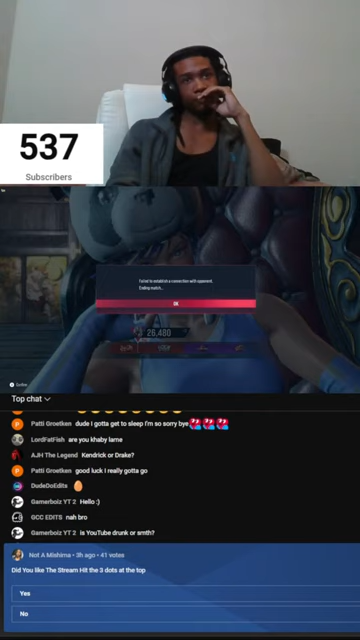 537
Subscribers
Failed to establish a connection with opponent.
Ending match...
OK
26,480
Top chat
Patti Groetken dude I gotta get to sleep I'm so sorry bye
LordFatFish are you khaby lame
AJH The Legend Kendrick or Drake?
Patti Groetken good luck I really gotta go
DudeDoEdits
Gamerboiz YT 2 Hello :)
GCC EDITS nah bro
Gamerboiz YT 2 is YouTube drunk or smth?
Not A Mishima • 3h ago • 41 votes
Did You like The Stream Hit the 3 dots at the top
Yes
No